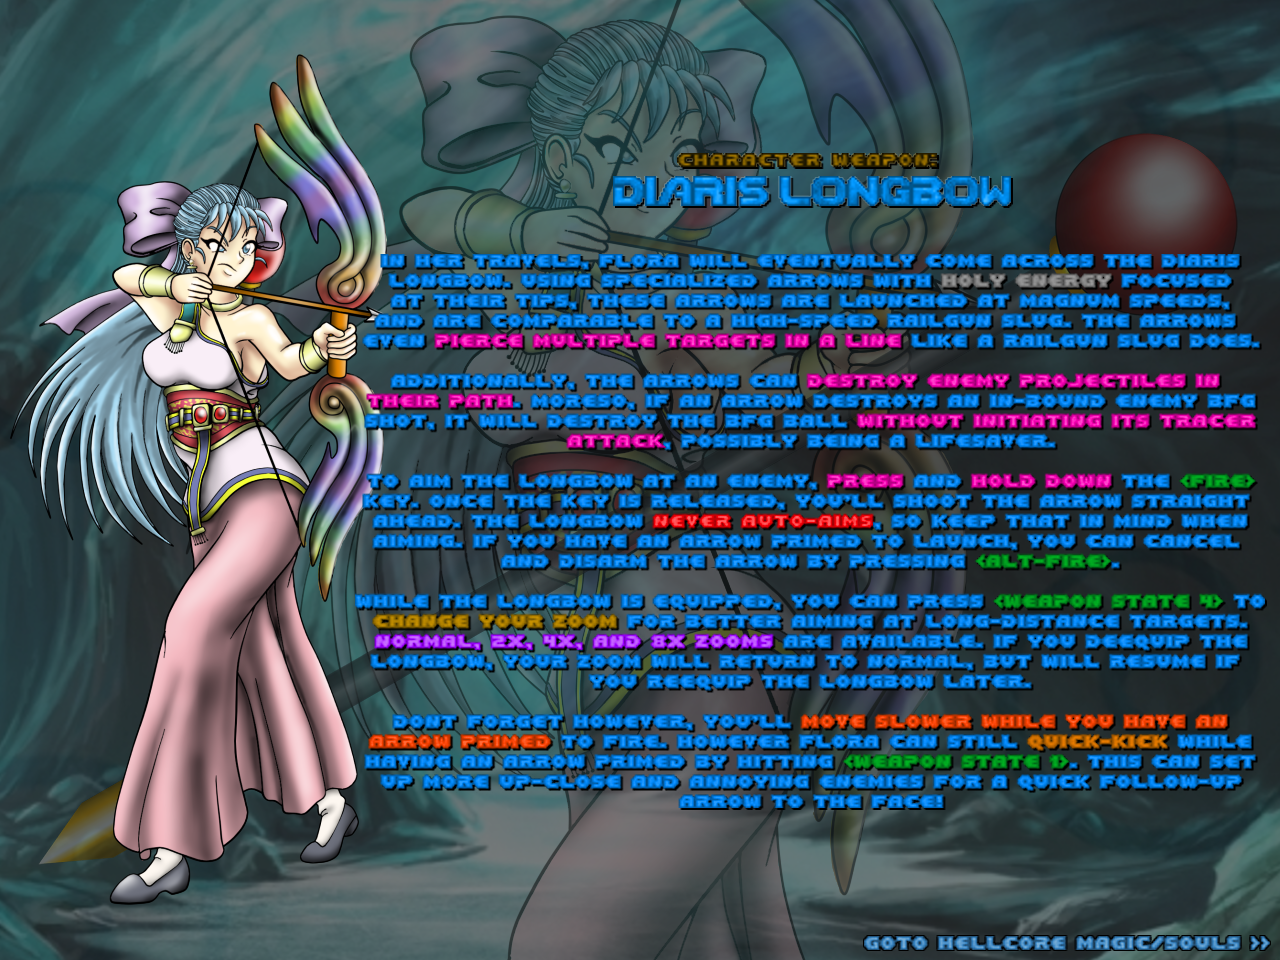 CHARACTER WEAPON:
DIARIS LONGBOW
IN HER TRAVELS, FLORA WILL EVENTUALLY COME ACROSS THE DIARIS
LONGBOW. USING SPECIALIZED ARROWS WITH HOLY ENERGY FOCUSED
AT THEIR TIPS, THESE ARROWS ARE LAUNCHED AT MAGNUM SPEEDS,
AND ARE COMPARABLE TO A HIGH-SPEED RAILGUN SLUG. THE ARROWS
EVEN PIERCE MULTIPLE TARGETS IN A LINE LIKE A RAILGUN SLUG DOES.
ADDITIONALLY, THE ARROWS CAN DESTROY ENEMY PROJECTILES IN
THEIR PATH. MORESO, IF AN ARROW DESTROYS AN IN-BOUND ENEMY BFG
SHOT, IT WILL DESTROY THE BFG BALL WITHOUT INITIATING ITS TRACER
ATTACK, POSSIBLY BEING A LIFESAVER.
TO AIM THE LONGBOW AT AN ENEMY, PRESS AND HOLD DOWN THE <FIRE>
KEY. ONCE THE KEY IS RELEASED, YOU'LL SHOOT THE ARROW STRAIGHT
AHEAD. THE LONGBOW NEVER AUTO-AIMS, SO KEEP THAT IN MIND WHEN
AIMING. IF YOU HAVE AN ARROW PRIMED TO LAUNCH, YOU CAN CANCEL
AND DISARM THE ARROW BY PRESSING <ALT-FIRE>.
WHILE THE LONGBOW IS EQUIPPED, YOU CAN PRESS <WEAPON STATE 4> TO
CHANGE YOUR ZOOM FOR BETTER AIMING AT LONG-DISTANCE TARGETS.
NORMAL, 2X, 4X, AND 8X ZOOMS ARE AVAILABLE. IF YOU DEEQUIP THE
LONGBOW, YOUR ZOOM WILL RETURN TO NORMAL, BUT WILL RESUME IF
YOU REEQUIP THE LONGBOW LATER.
DONT FORGET HOWEVER, YOU'LL MOVE SLOWER WHILE YOU HAVE AN
ARROW PRIMED TO FIRE. HOWEVER FLORA CAN STILL QUICK-KICK WHILE
HAVING AN ARROW PRIMED BY HITTING <WEAPON STATE 1>. THIS CAN SET
UP MORE UP-CLOSE AND ANNOYING ENEMIES FOR A QUICK FOLLOW-UP
ARROW TO THE FACE!
GOTO HELLCORE MAGIC/SOULS >>